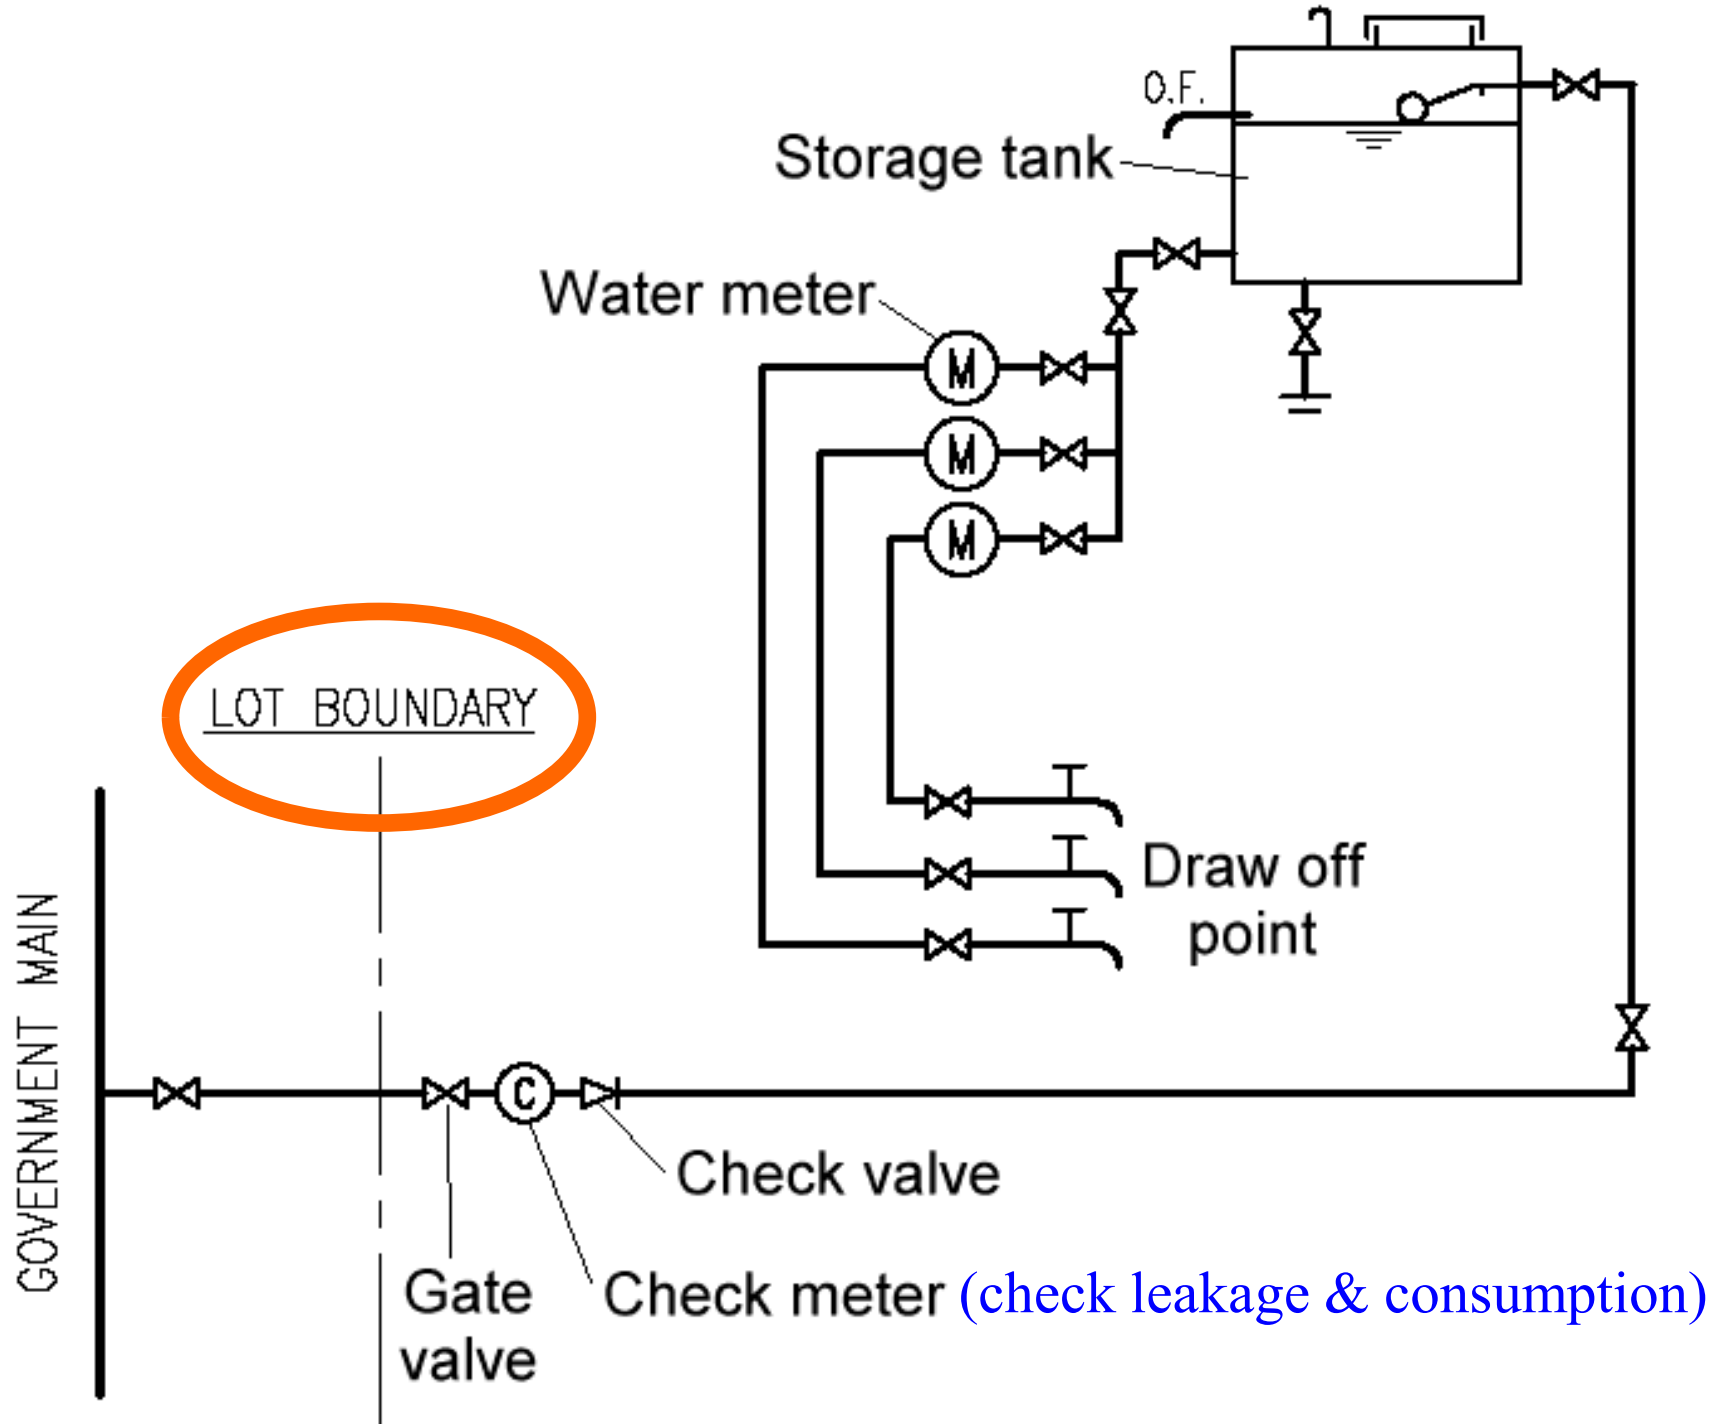 O.F.
Storage tank
Water meter
M
M
M
LOT BOUNDARY
Draw off
point
GOVERNMENT MAIN
C
Check valve
Gate
valve
Check meter (check leakage & consumption)